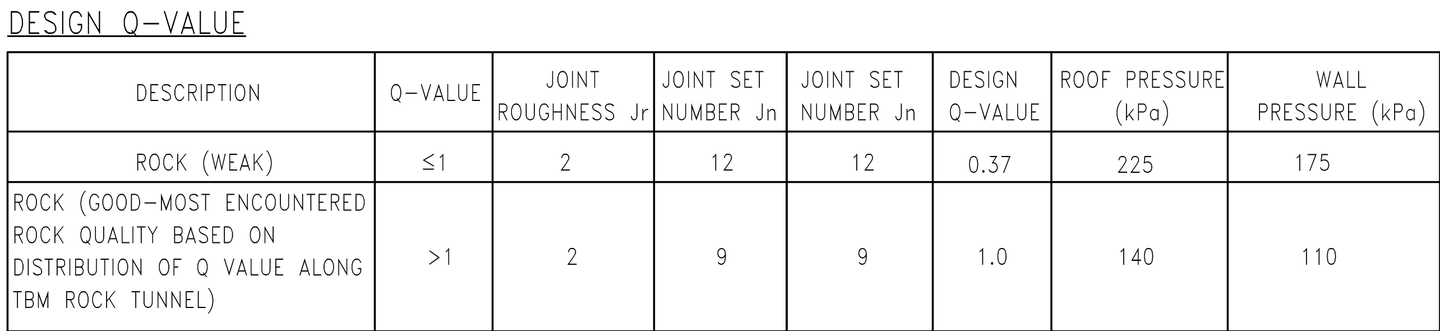 DESIGN Q-VALUE
DESCRIPTION
Q-VALUE
JOINT
ROUGHNESS Jr
JOINT SET
NUMBER Jn
JOINT SET
NUMBER Jn
DESIGN
Q-VALUE
ROOF PRESSURE
(kPa)
WALL
PRESSURE (kPa)
ROCK (WEAK)
≤1
2
12
12
0.37
225
175
ROCK (GOOD-MOST ENCOUNTERED
ROCK QUALITY BASED ON
DISTRIBUTION OF Q VALUE ALONG
TBM ROCK TUNNEL)
>1
2
9
9
1.0
140
110